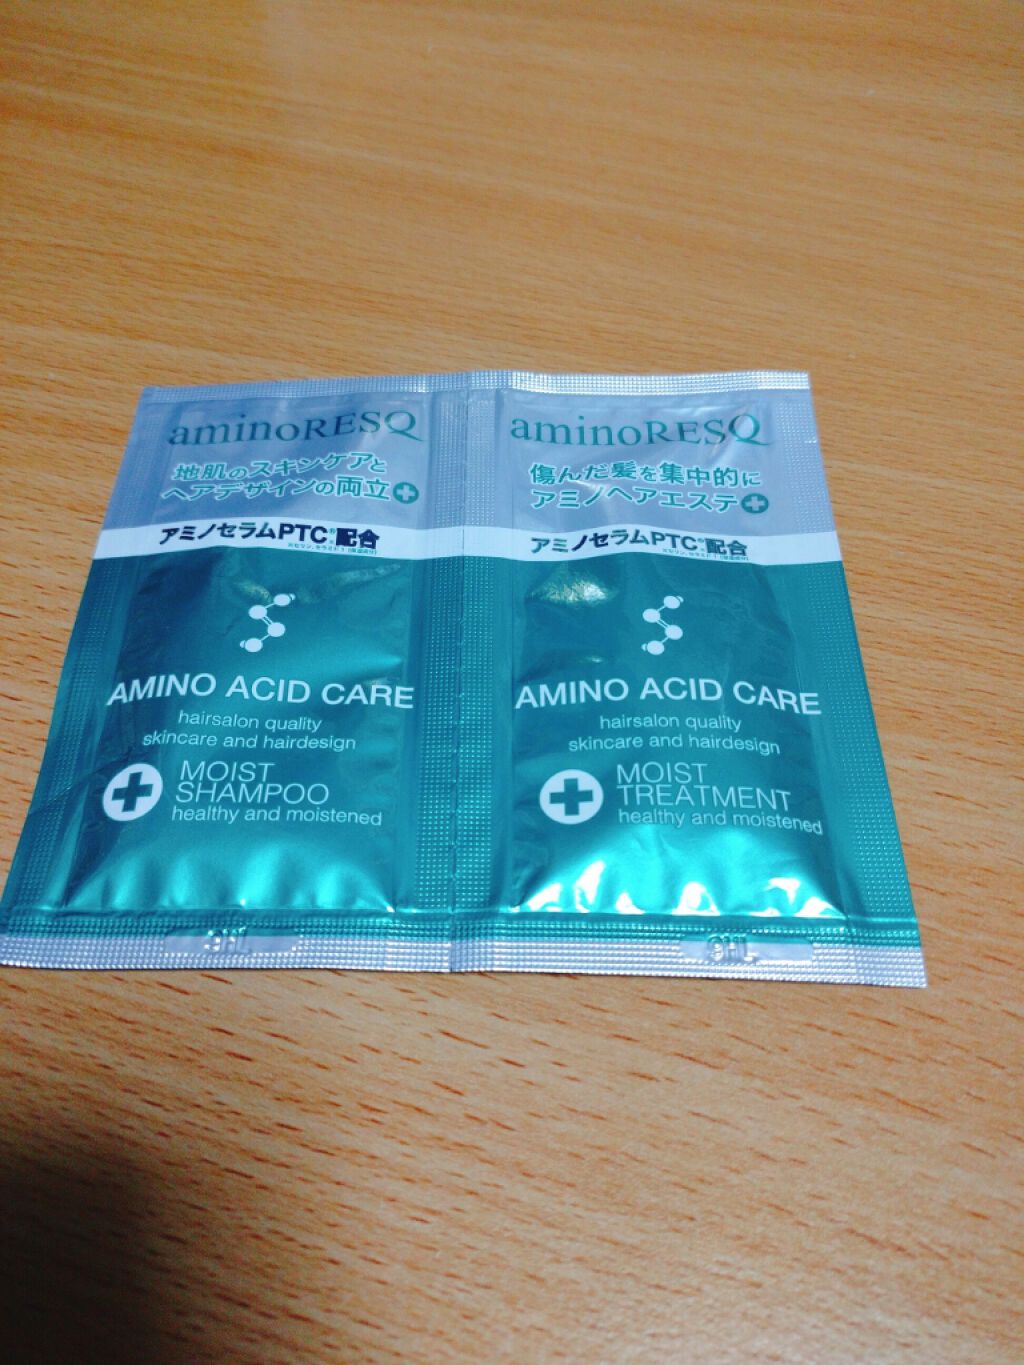 aminoRESQ
地肌のスキンケアと
ヘアデザインの両立
アミノセラムPTC®配合
AMINO ACID CARE
hairsalon quality
skincare and hairdesign
MOIST
SHAMPOO
healthy and moistened
aminoRESQ
傷んだ髪を集中的に
アミノヘアエステ
アミノセラムPTC®配合
AMINO ACID CARE
hairsalon quality
skincare and hairdesign
MOIST
TREATMENT
healthy and moistened